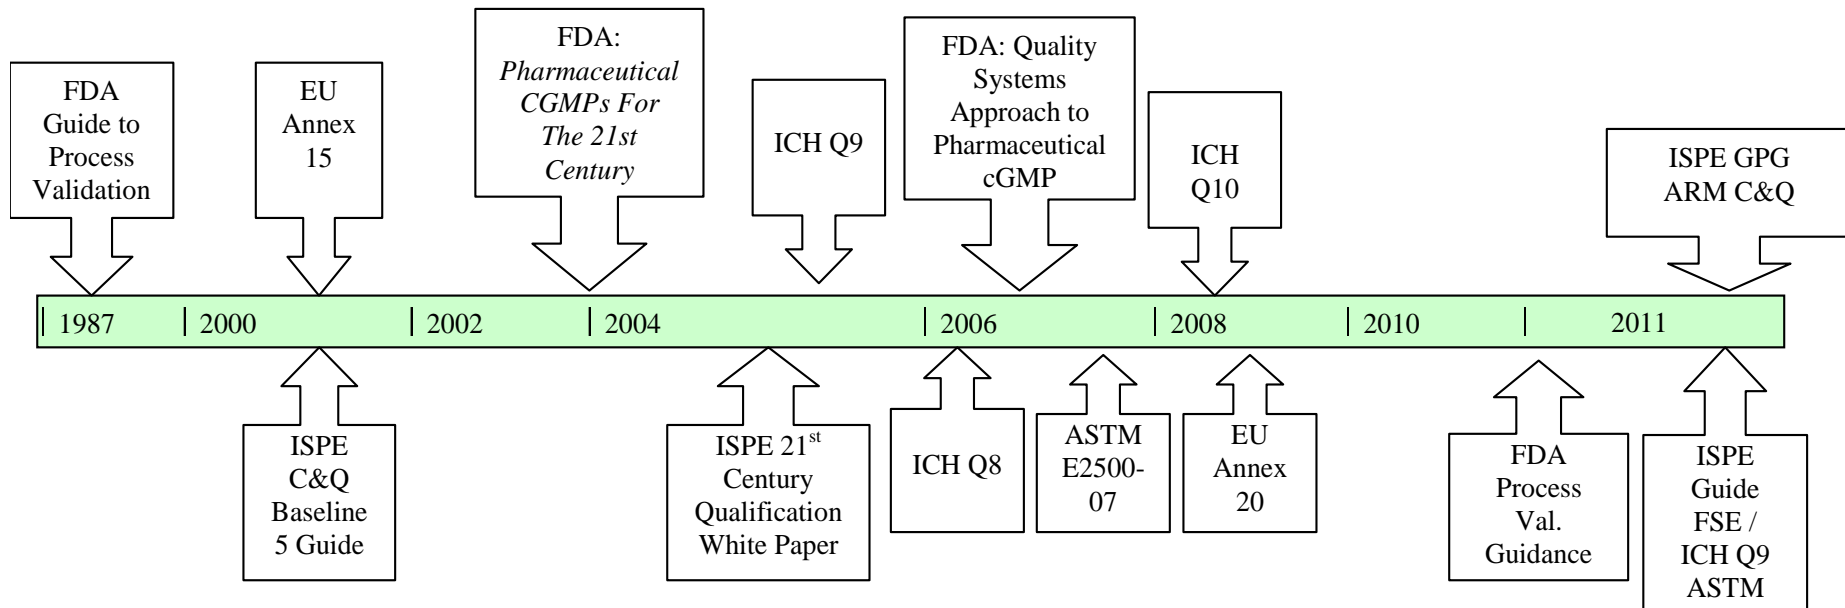 FDA
Guide to
Process
Validation
EU
Annex
15
FDA:
Pharmaceutical
CGMPs For
The 21st
Century
ICH Q9
FDA: Quality
Systems
Approach to
Pharmaceutical
cGMP
ICH
Q10
ISPE GPG
ARM C&Q
1987
2000
2002
2004
2006
2008
2010
2011
ISPE
C&Q
Baseline
5 Guide
ISPE 21st
Century
Qualification
White Paper
ICH Q8
ASTM
E2500-
07
EU
Annex
20
FDA
Process
Val.
Guidance
ISPE
Guide
FSE /
ICH Q9
ASTM